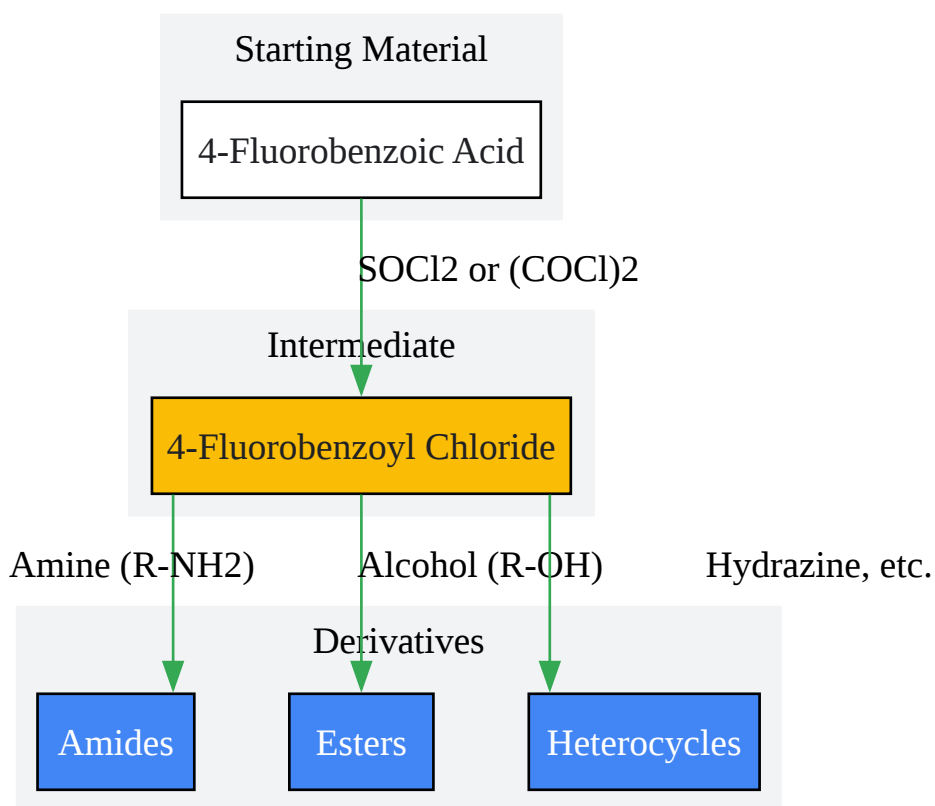 Starting Material
4-Fluorobenzoic Acid
SOCl2 or (COCl)2
Intermediate
4-Fluorobenzoyl Chloride
Amine (R-NH2)
Alcohol (R-OH)
Hydrazine, etc.
Derivatives
Amides
Esters
Heterocycles